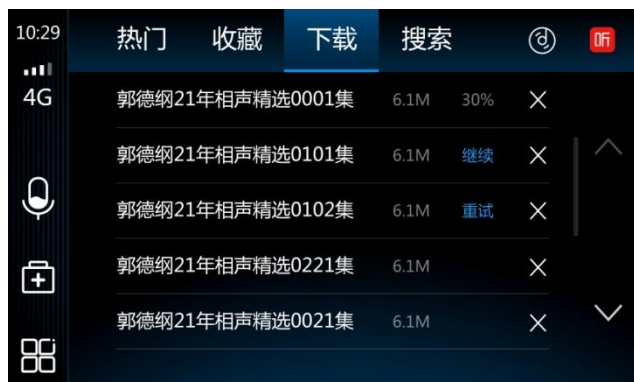 10:29
4G
热门 收藏 下载 搜索 听
郭德纲21年相声精选0001集 6.1M 30%
郭德纲21年相声精选0101集 6.1M 继续
郭德纲21年相声精选0102集 6.1M 重试
郭德纲21年相声精选0221集 6.1M
郭德纲21年相声精选0021集 6.1M